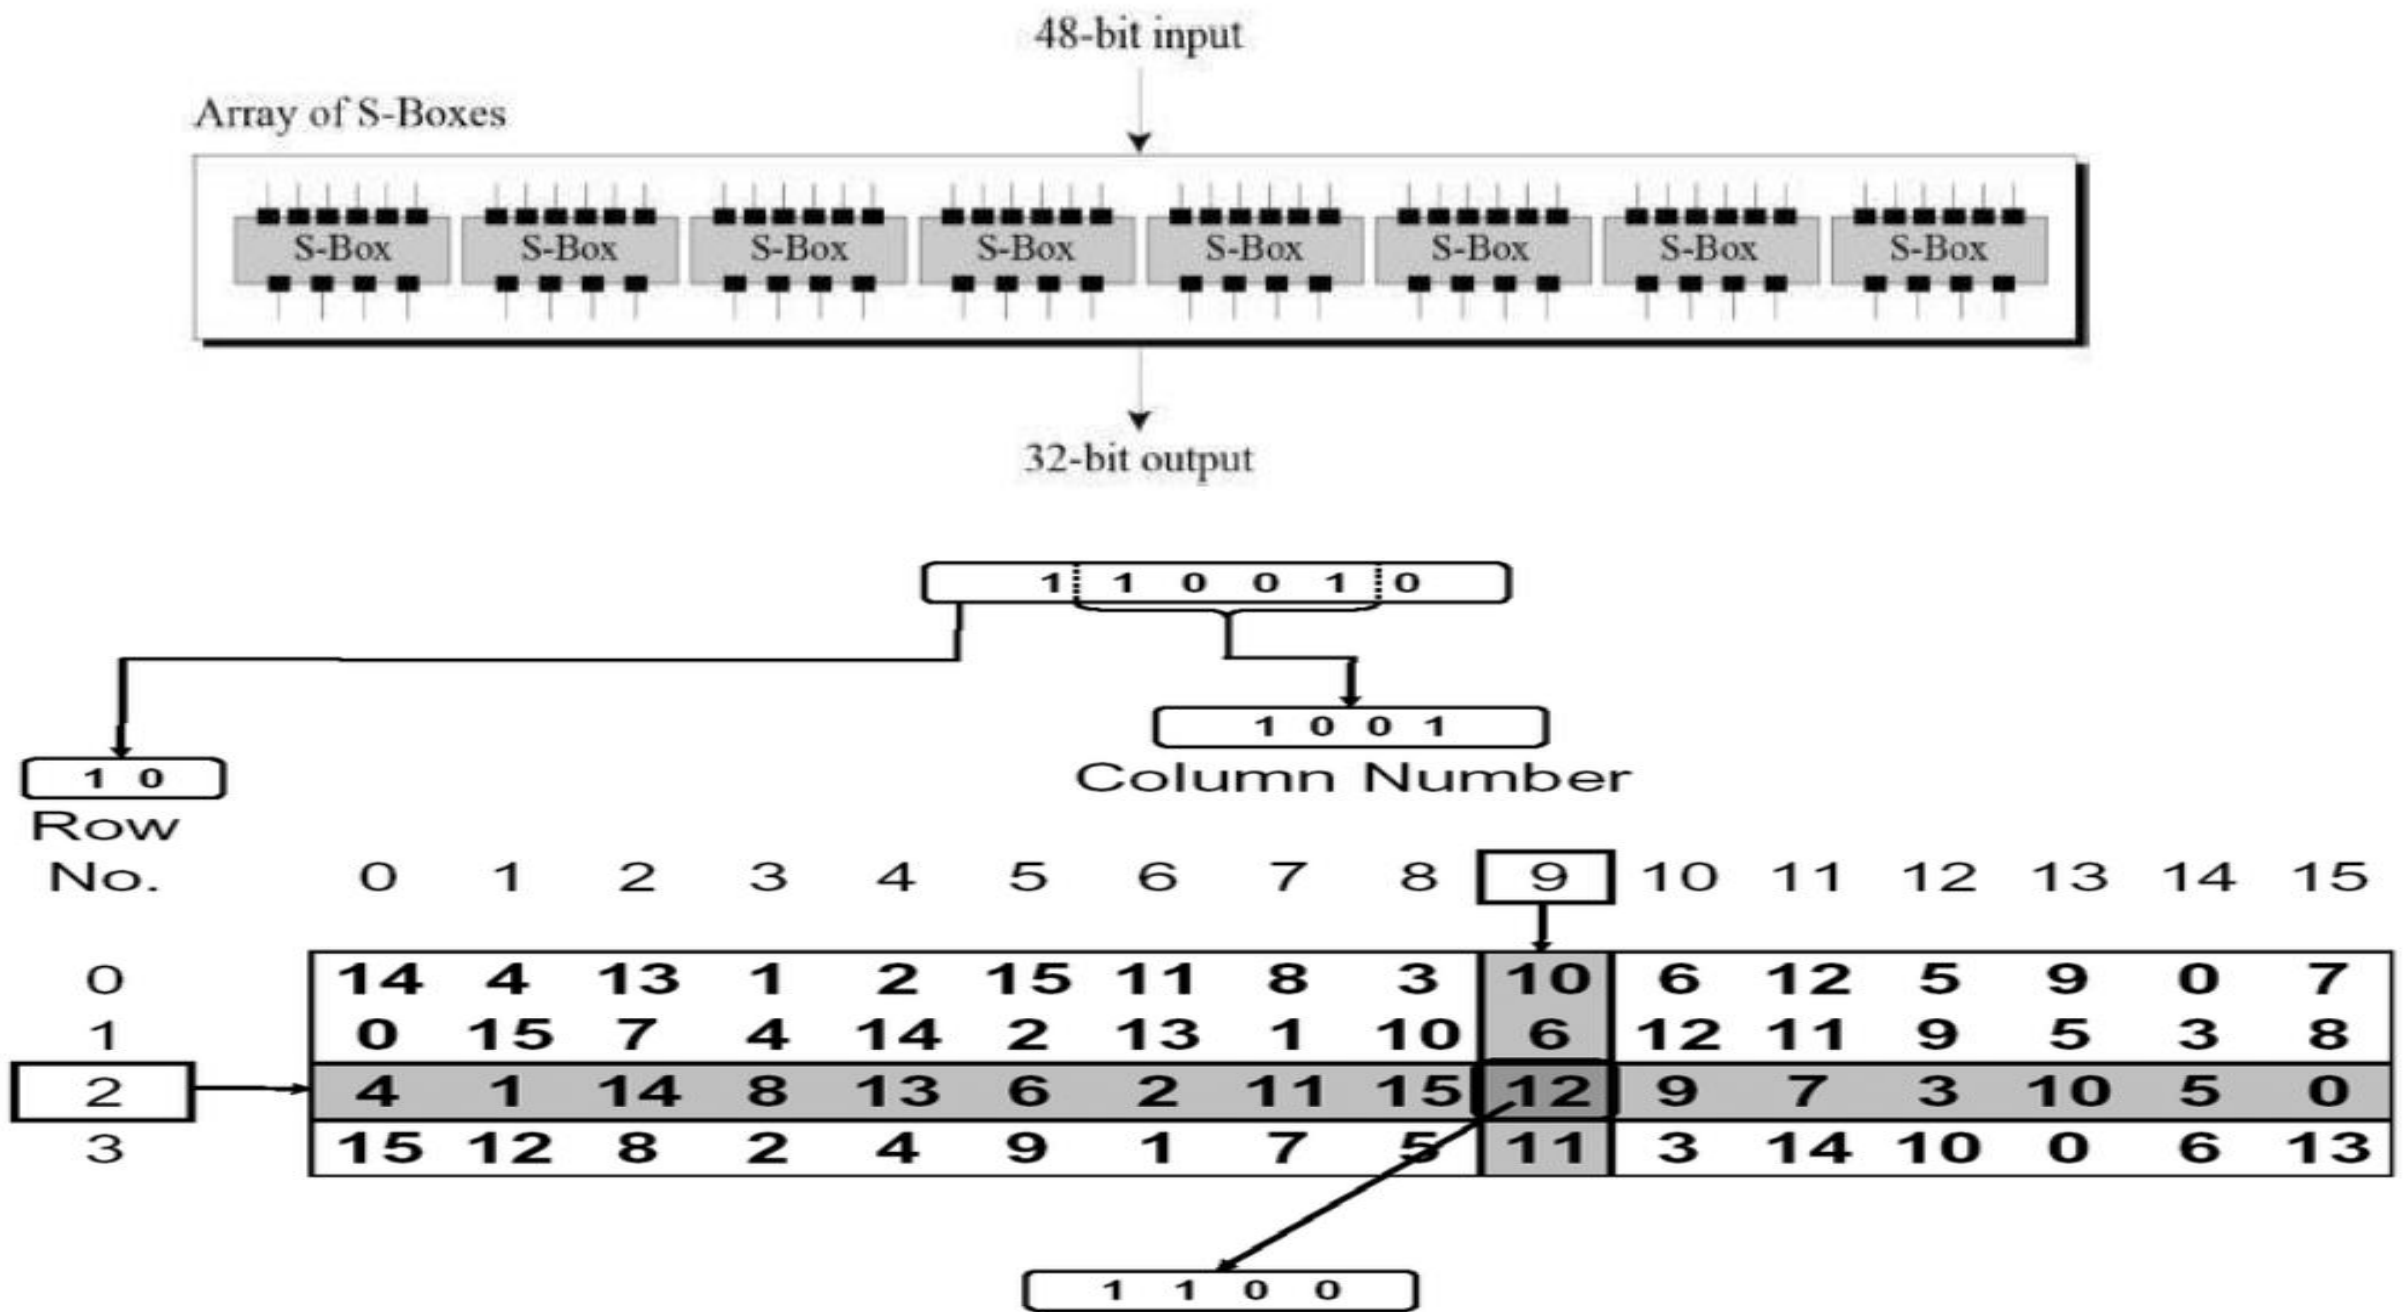 48-bit input
Array of S-Boxes
S-Box S-Box S-Box S-Box S-Box S-Box S-Box S-Box
32-bit output
1 1 0 0 1 0
1 0 0 1
Column Number
1 0
Row
No. 0 1 2 3 4 5 6 7 8 9 10 11 12 13 14 15
0 14 4 13 1 2 15 11 8 3 10 6 12 5 9 0 7
1 0 15 7 4 14 2 13 1 10 6 12 11 9 5 3 8
2 4 1 14 8 13 6 2 11 15 12 9 7 3 10 5 0
3 15 12 8 2 4 9 1 7 5 11 3 14 10 0 6 13
1 1 0 0